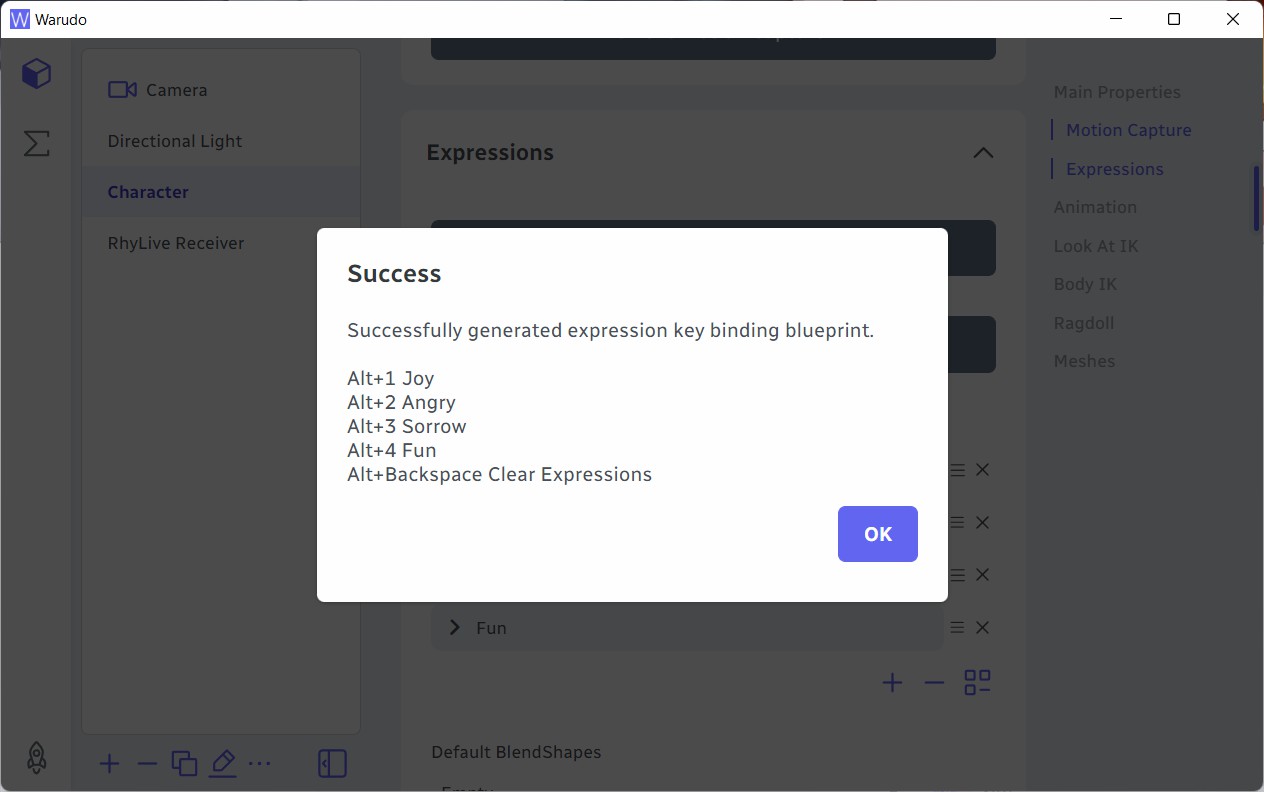 Warudo
Camera
Directional Light
Character
RhyLive Receiver
Expressions
Main Properties
Motion Capture
Expressions
Animation
Look At IK
Body IK
Ragdoll
Meshes
Success
Successfully generated expression key binding blueprint.
Alt+1 Joy
Alt+2 Angry
Alt+3 Sorrow
Alt+4 Fun
Alt+Backspace Clear Expressions
OK
Fun
Default BlendShapes